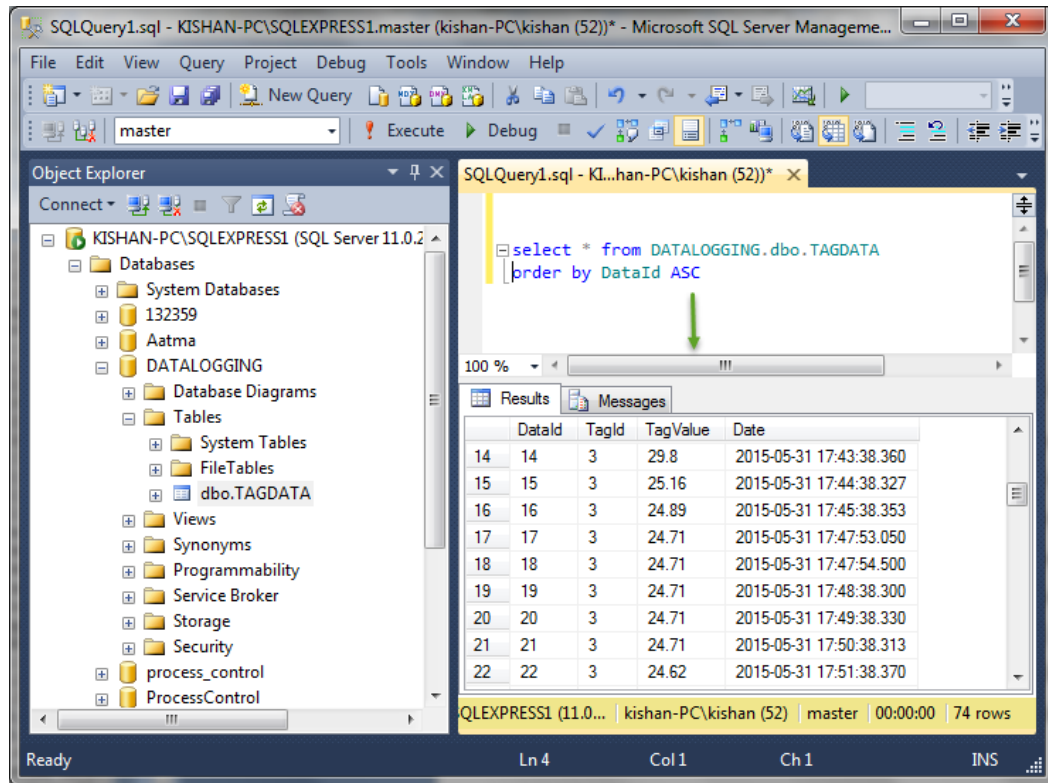 SQLQuery1.sql - KISHAN-PC\SQLEXPRESS1.master (kishan-PC\kishan (52))* - Microsoft SQL Server Manageme...
File Edit View Query Project Debug Tools Window Help
New Query
master Execute Debug
Object Explorer
Connect
KISHAN-PC\SQLEXPRESS1 (SQL Server 11.0.2
Databases
System Databases
132359
Aatma
DATALOGGING
Database Diagrams
Tables
System Tables
FileTables
dbo.TAGDATA
Views
Synonyms
Programmability
Service Broker
Storage
Security
process_control
ProcessControl
SQLQuery1.sql - KI...han-PC\kishan (52))*
select * from DATALOGGING.dbo.TAGDATA
order by DataId ASC
100 %
Results Messages
DataId TagId TagValue Date
14 14 3 29.8 2015-05-31 17:43:38.360
15 15 3 25.16 2015-05-31 17:44:38.327
16 16 3 24.89 2015-05-31 17:45:38.353
17 17 3 24.71 2015-05-31 17:47:53.050
18 18 3 24.71 2015-05-31 17:47:54.500
19 19 3 24.71 2015-05-31 17:48:38.300
20 20 3 24.71 2015-05-31 17:49:38.330
21 21 3 24.71 2015-05-31 17:50:38.313
22 22 3 24.62 2015-05-31 17:51:38.370
SQLEXPRESS1 (11.0... kishan-PC\kishan (52) master 00:00:00 74 rows
Ready Ln 4 Col 1 Ch 1 INS